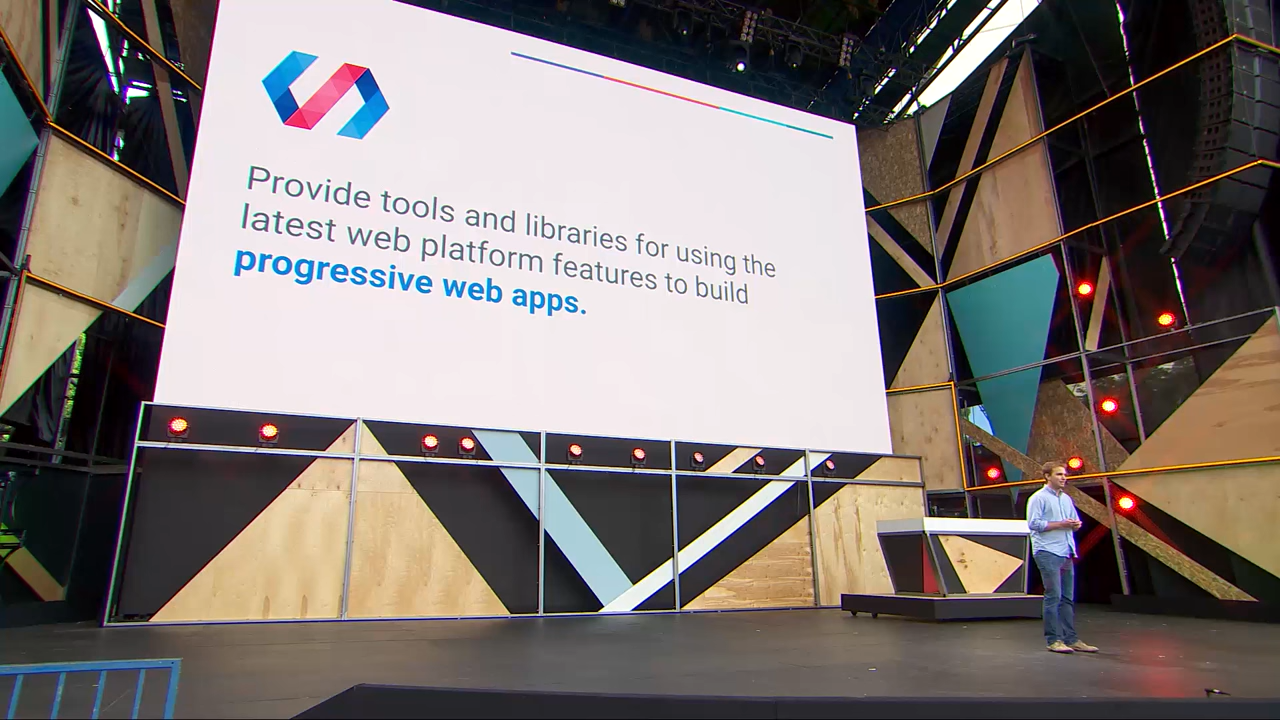 Provide tools and libraries for using the
latest web platform features to build
progressive web apps.